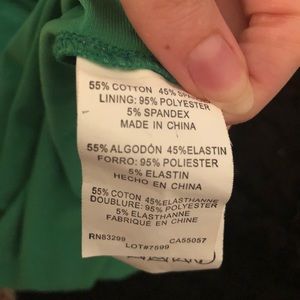 55% COTTON 45% SPANDEX
LINING: 95% POLYESTER
5% SPANDEX
MADE IN CHINA
55% ALGODÓN 45% ELASTIN
FORRO: 95% POLIESTER
5% ELASTIN
HECHO EN CHINA
55% COTON 45% ELASTHANNE
DOUBLURE: 95% POLYESTER
5% ELASTHANNE
FABRIQUÉ EN CHINE
RN83299 CA55057
LOT#7599